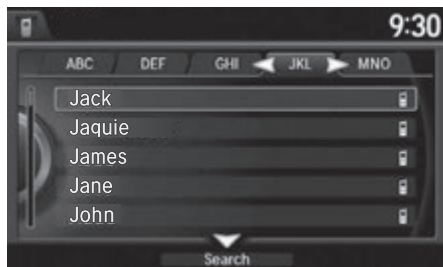 9:30
ABC DEF GHI JKL MNO
Jack
Jaquie
James
Jane
John
Search